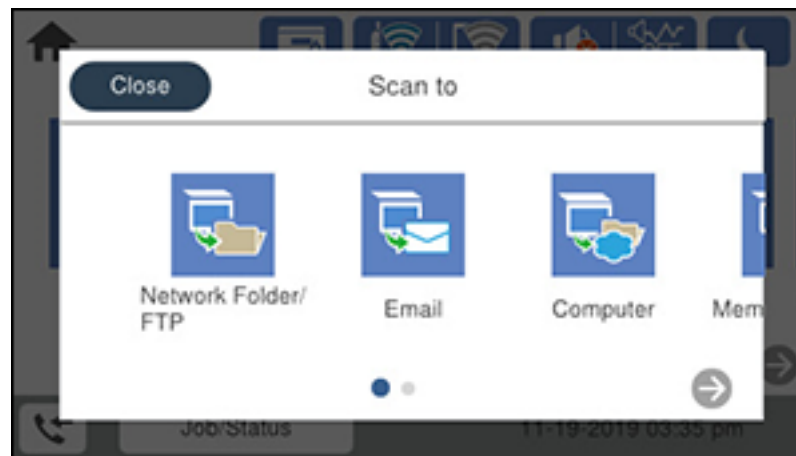 Close
Scan to
Network Folder/
FTP
Email
Computer
Mem
Job/Status
11-19-2019 03:35 pm